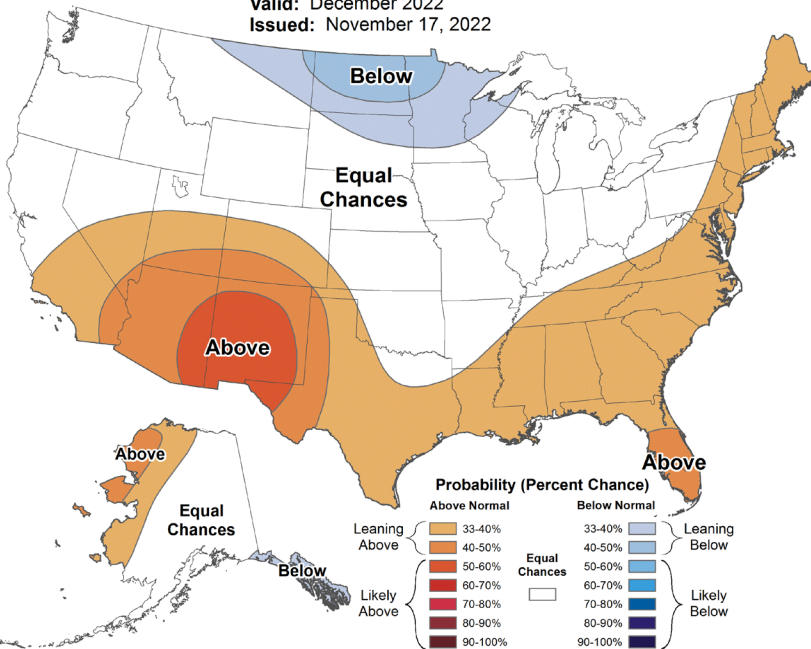 Valid: December 2022
Issued: November 17, 2022
Below
Equal
Chances
Above
Above
Equal
Chances
Below
Above
Probability (Percent Chance)
Above Normal
Below Normal
Leaning
Above
33-40%
40-50%
Likely
Above
50-60%
60-70%
70-80%
80-90%
90-100%
Equal
Chances
33-40%
40-50%
Leaning
Below
50-60%
60-70%
70-80%
80-90%
90-100%
Likely
Below